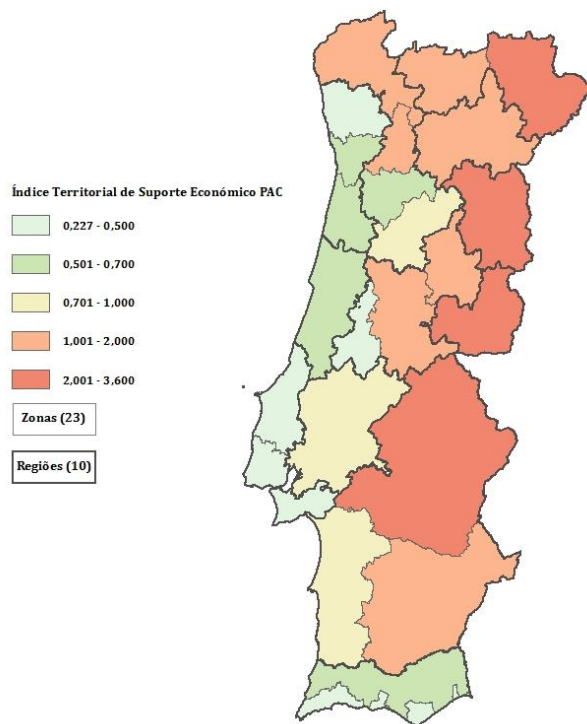 Índice Territorial de Suporte Económico PAC
0,227 - 0,500
0,501 - 0,700
0,701 - 1,000
1,001 - 2,000
2,001 - 3,600
Zonas (23)
Regiões (10)